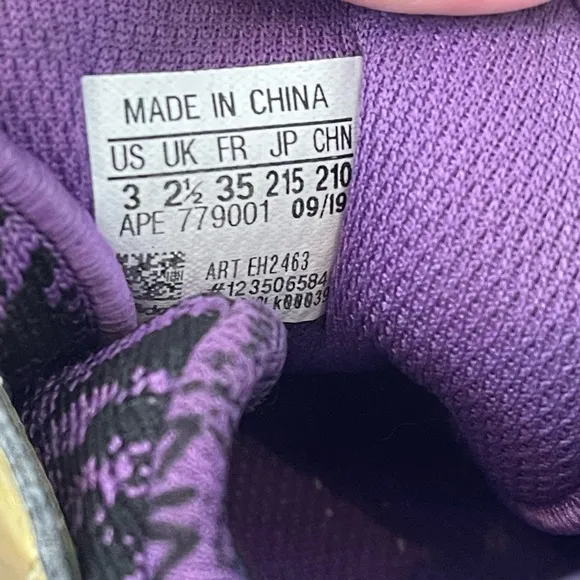 MADE IN CHINA
US UK FR JP CHN
3 2½ 35 215 210
APE 779001 09/19
ART EH2463
#123506584